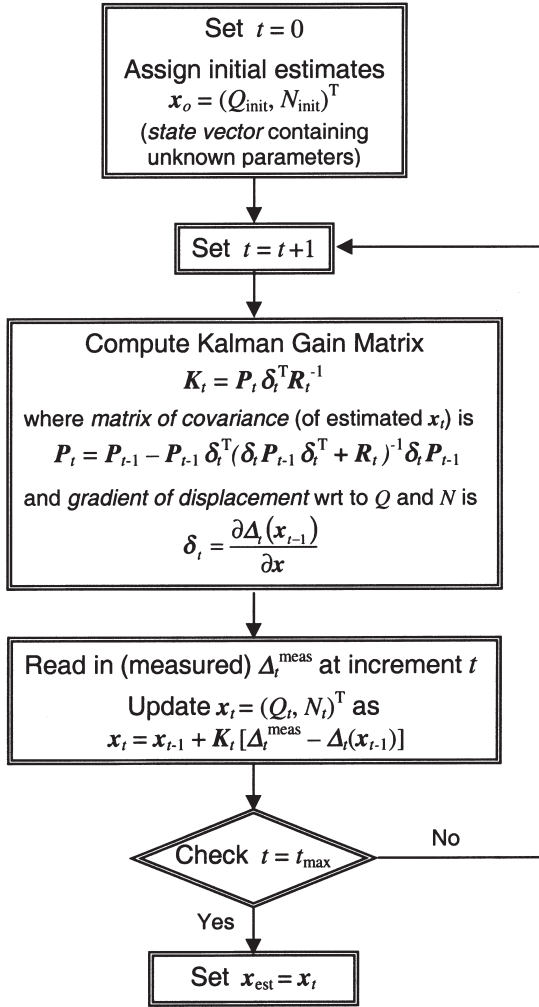 Set t = 0
Assign initial estimates
xₒ = (Q_init, N_init)ᵀ
(state vector containing
unknown parameters)
Set t = t+1
Compute Kalman Gain Matrix
K_t = P_t δ_tᵀ R_t⁻¹
where matrix of covariance (of estimated x_t) is
P_t = P_t-1 – P_t-1 δ_tᵀ(δ_t P_t-1 δ_tᵀ + R_t)⁻¹ δ_t P_t-1
and gradient of displacement wrt to Q and N is
δ_t = ∂Δ_t(x_t-1) / ∂x
Read in (measured) Δ_t^meas at increment t
Update x_t = (Q_t, N_t)ᵀ as
x_t = x_t-1 + K_t [Δ_t^meas – Δ_t(x_t-1)]
Check t = t_max
No
Yes
Set x_est = x_t